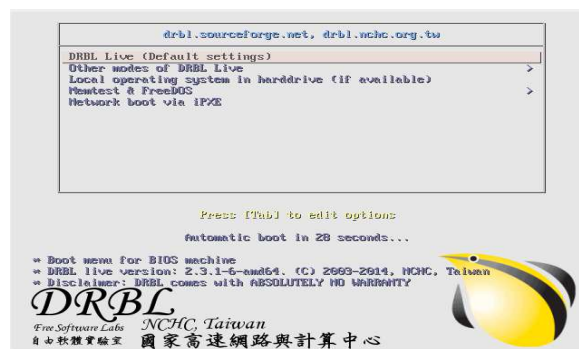 drbl.sourceforge.net, drbl.nchc.org.tw
DRBL Live (Default settings)
Other modes of DRBL Live >
Local operating system in harddrive (if available)
Memtest & FreeDOS >
Network boot via iPXE
Press [Tab] to edit options
Automatic boot in 28 seconds...
* Boot menu for BIOS machine
* DRBL live version: 2.3.1-6-amd64. (C) 2003-2014, NCHC, Taiwan
* Disclaimer: DRBL comes with ABSOLUTELY NO WARRANTY
DRBL
Free Software Labs NCHC, Taiwan
自由軟體實驗室 國家高速網路與計算中心